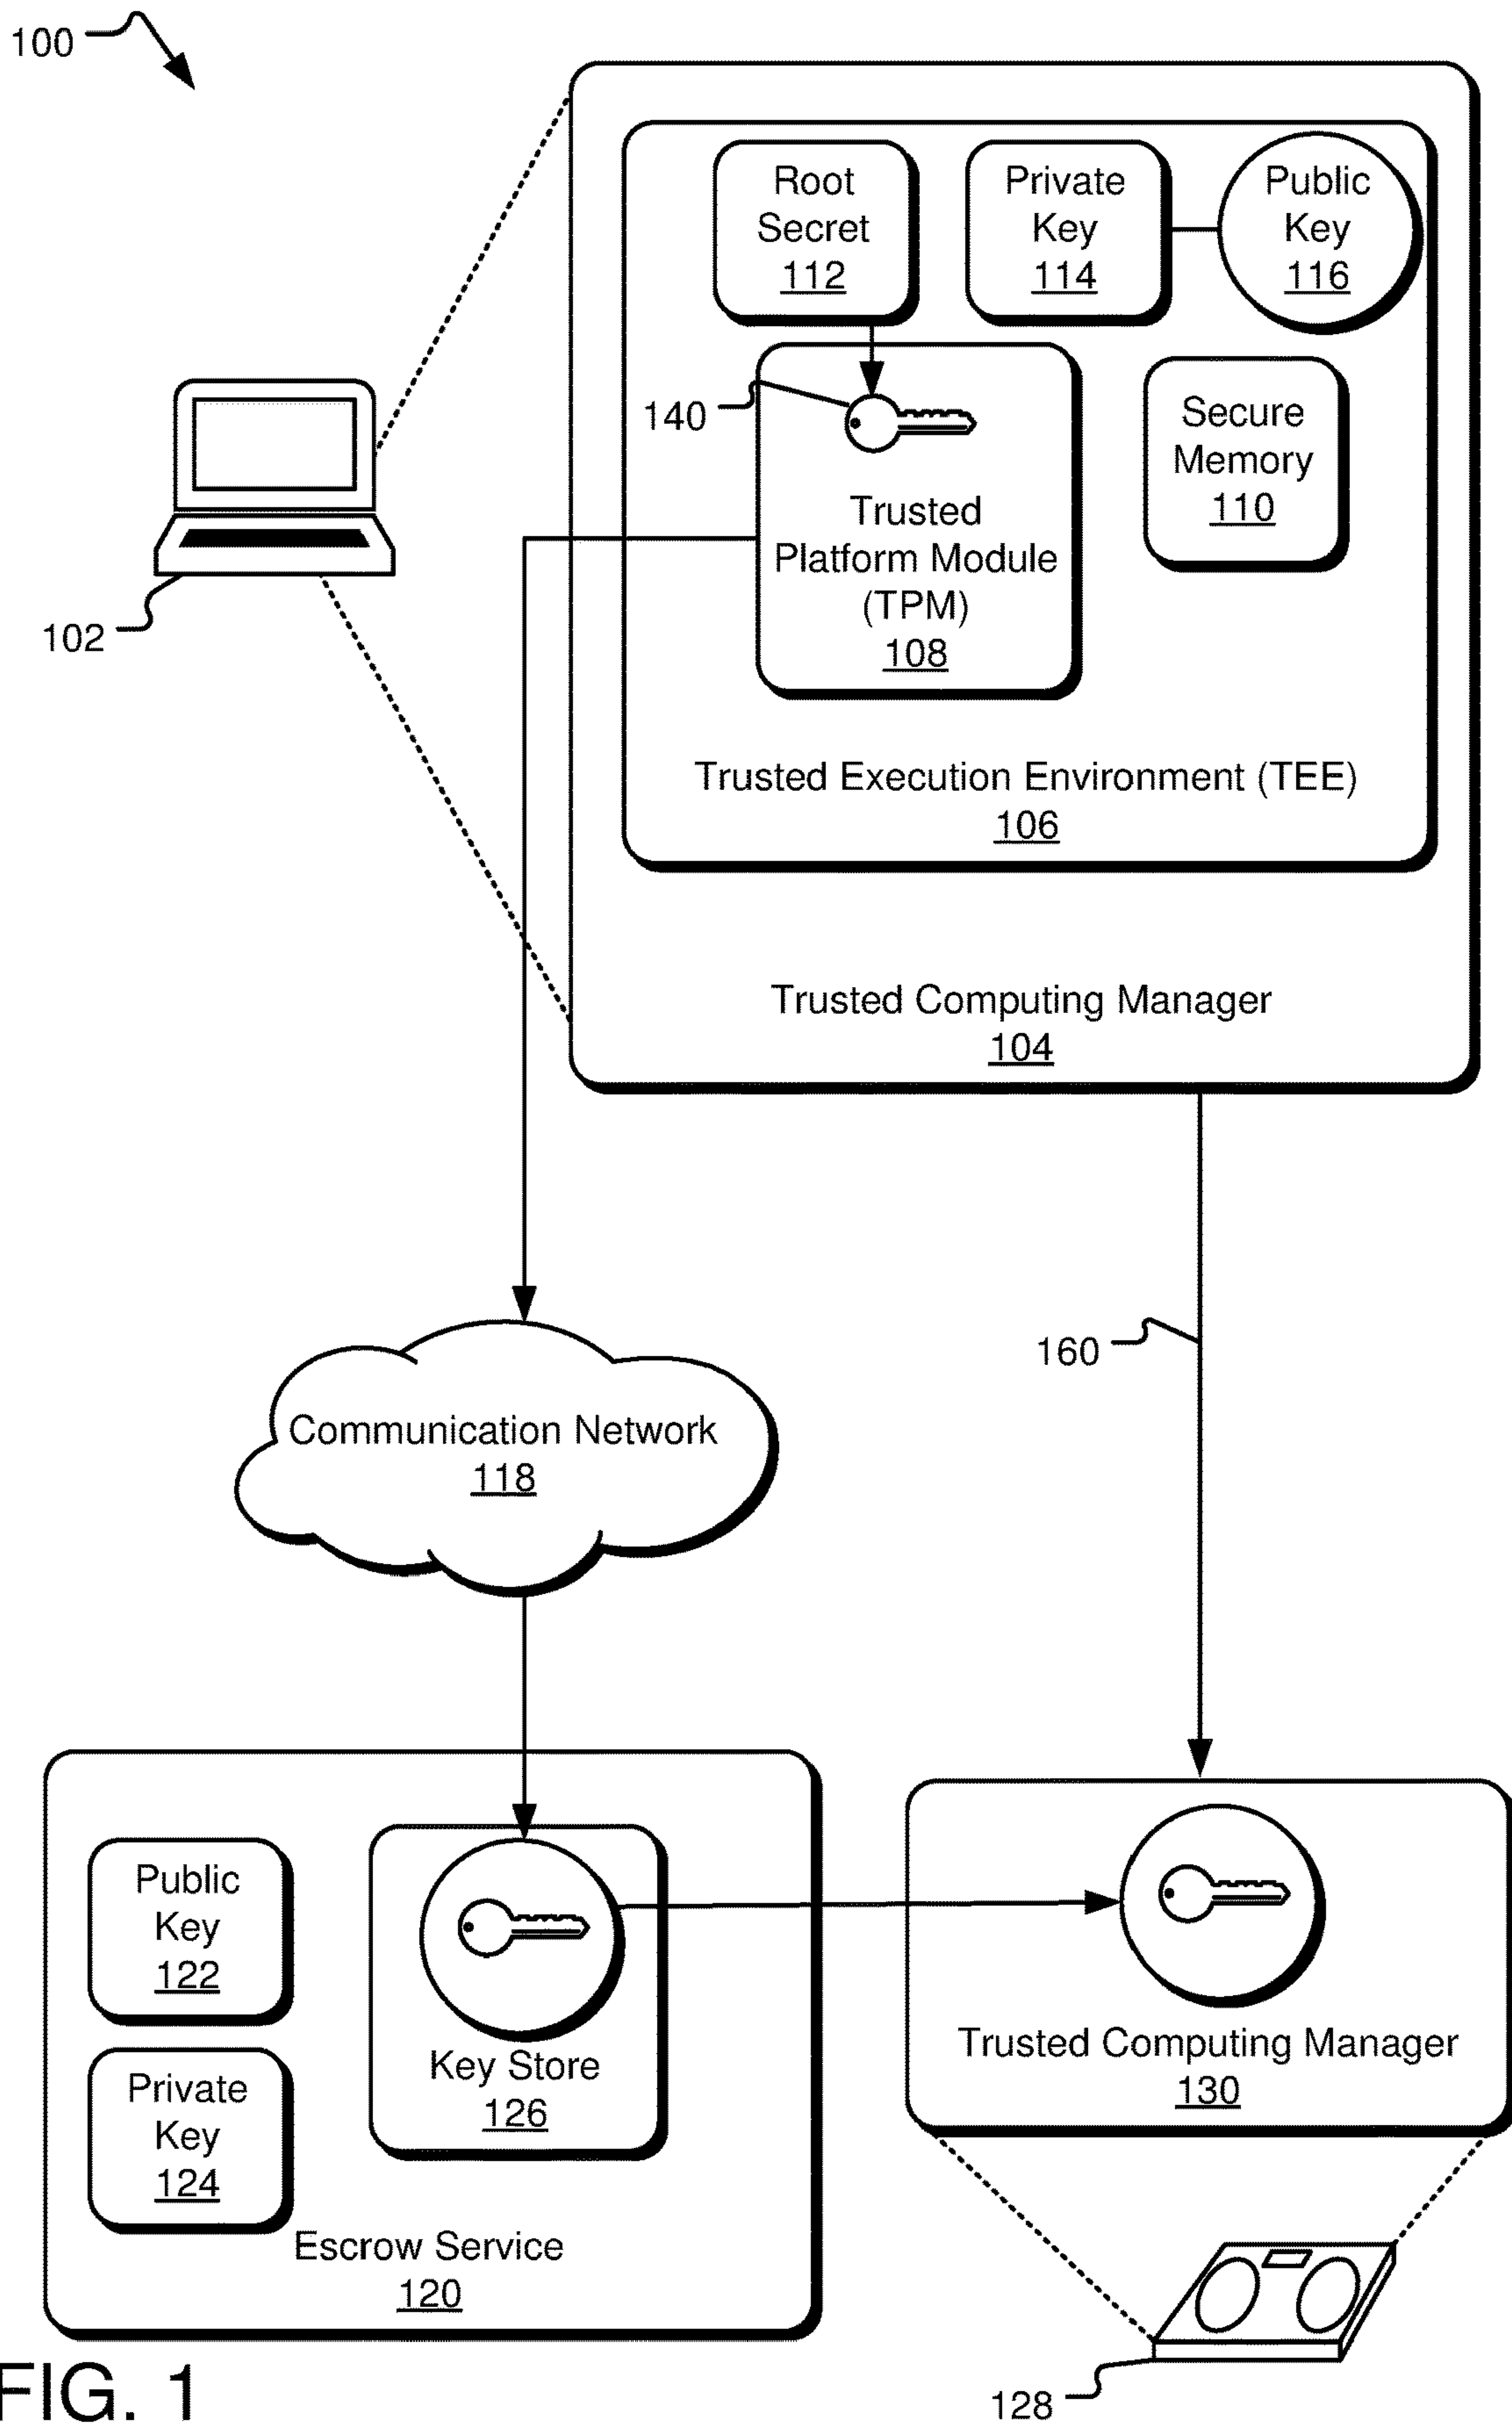 100
Root
Secret
112
Private
Key
114
Public
Key
116
140
Secure
Memory
110
Trusted
Platform Module
(TPM)
108
102
Trusted Execution Environment (TEE)
106
Trusted Computing Manager
104
160
Communication Network
118
Public
Key
122
Key Store
126
Private
Key
124
Escrow Service
120
Trusted Computing Manager
130
128
FIG. 1